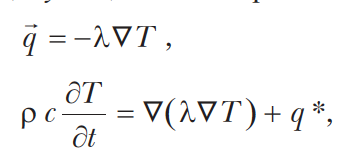 q⃗ = −λ∇T ,
ρ c ∂T/∂t = ∇(λ∇T) + q *,